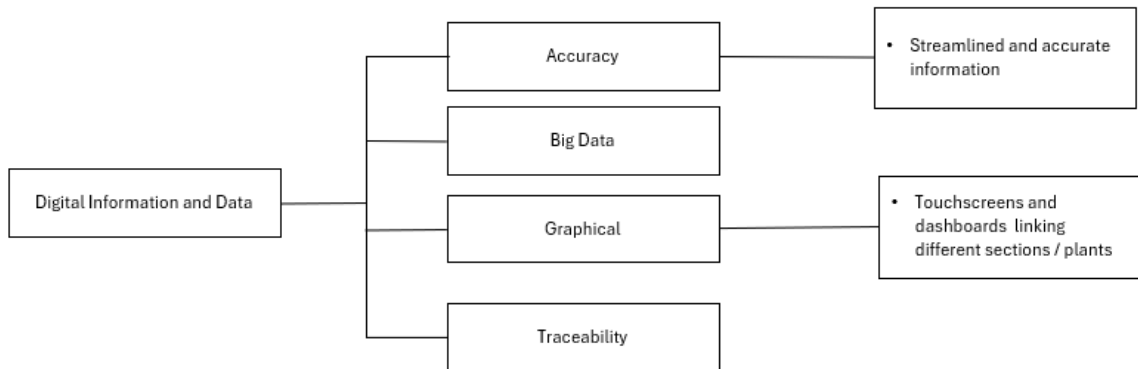 Accuracy
• Streamlined and accurate
information
Big Data
Digital Information and Data
Graphical
• Touchscreens and
dashboards linking
different sections / plants
Traceability